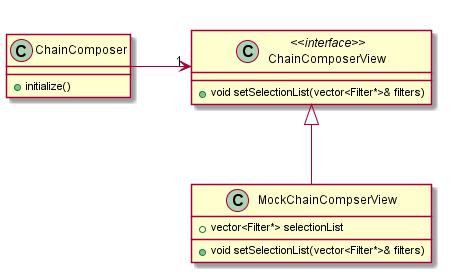 C ChainComposer
initialize()
1
<<interface>>
C ChainComposerView
void setSelectionList(vector<Filter*>& filters)
C MockChainCompserView
vector<Filter*> selectionList
void setSelectionList(vector<Filter*>& filters)